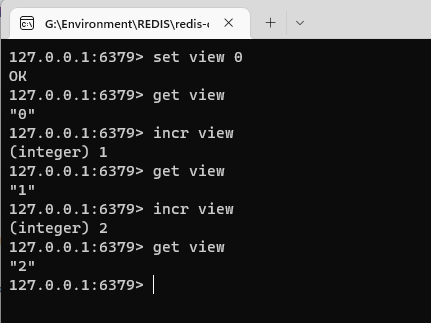 G:\Environment\REDIS\redis-c
127.0.0.1:6379> set view 0
OK
127.0.0.1:6379> get view
"0"
127.0.0.1:6379> incr view
(integer) 1
127.0.0.1:6379> get view
"1"
127.0.0.1:6379> incr view
(integer) 2
127.0.0.1:6379> get view
"2"
127.0.0.1:6379>